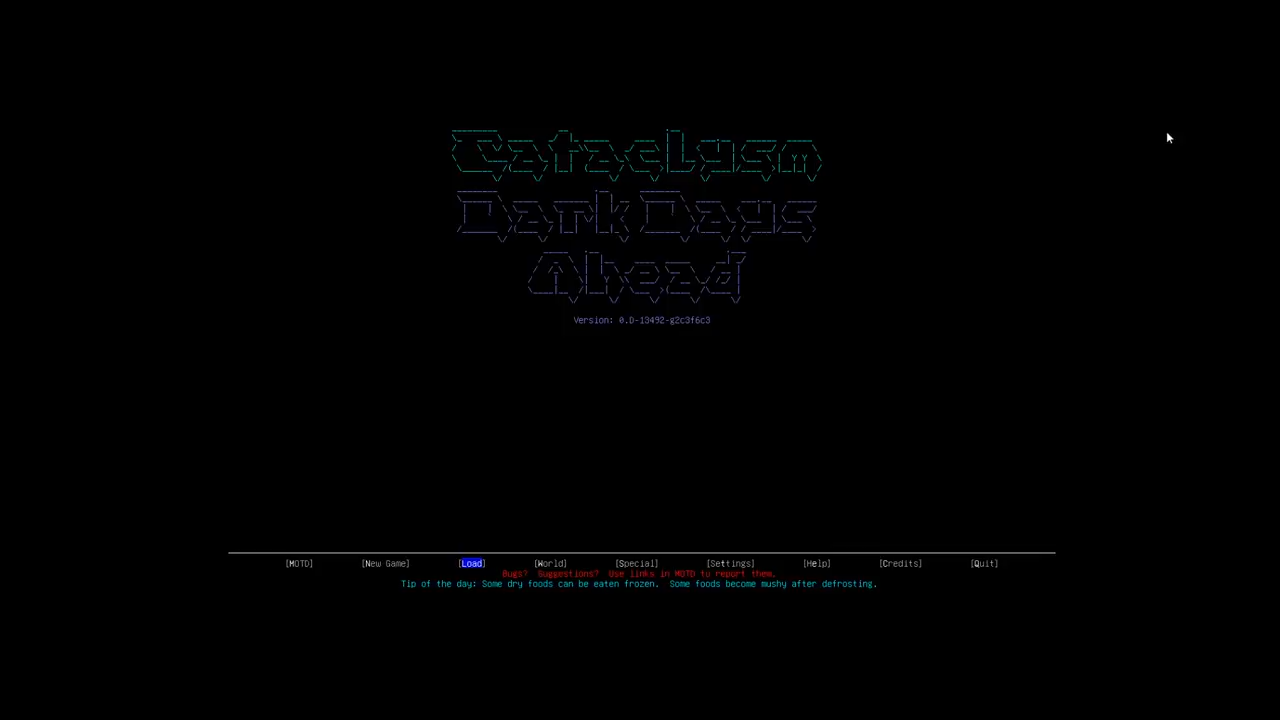 Cataclysm
Dark Days
Ahead
Version: 0.D-13492-g2c3f6c3
[MOTD] [New Game] [Load] [World] [Special] [Settings] [Help] [Credits] [Quit]
Bugs? Suggestions? Use links in MOTD to report them.
Tip of the day: Some dry foods can be eaten frozen. Some foods become mushy after defrosting.